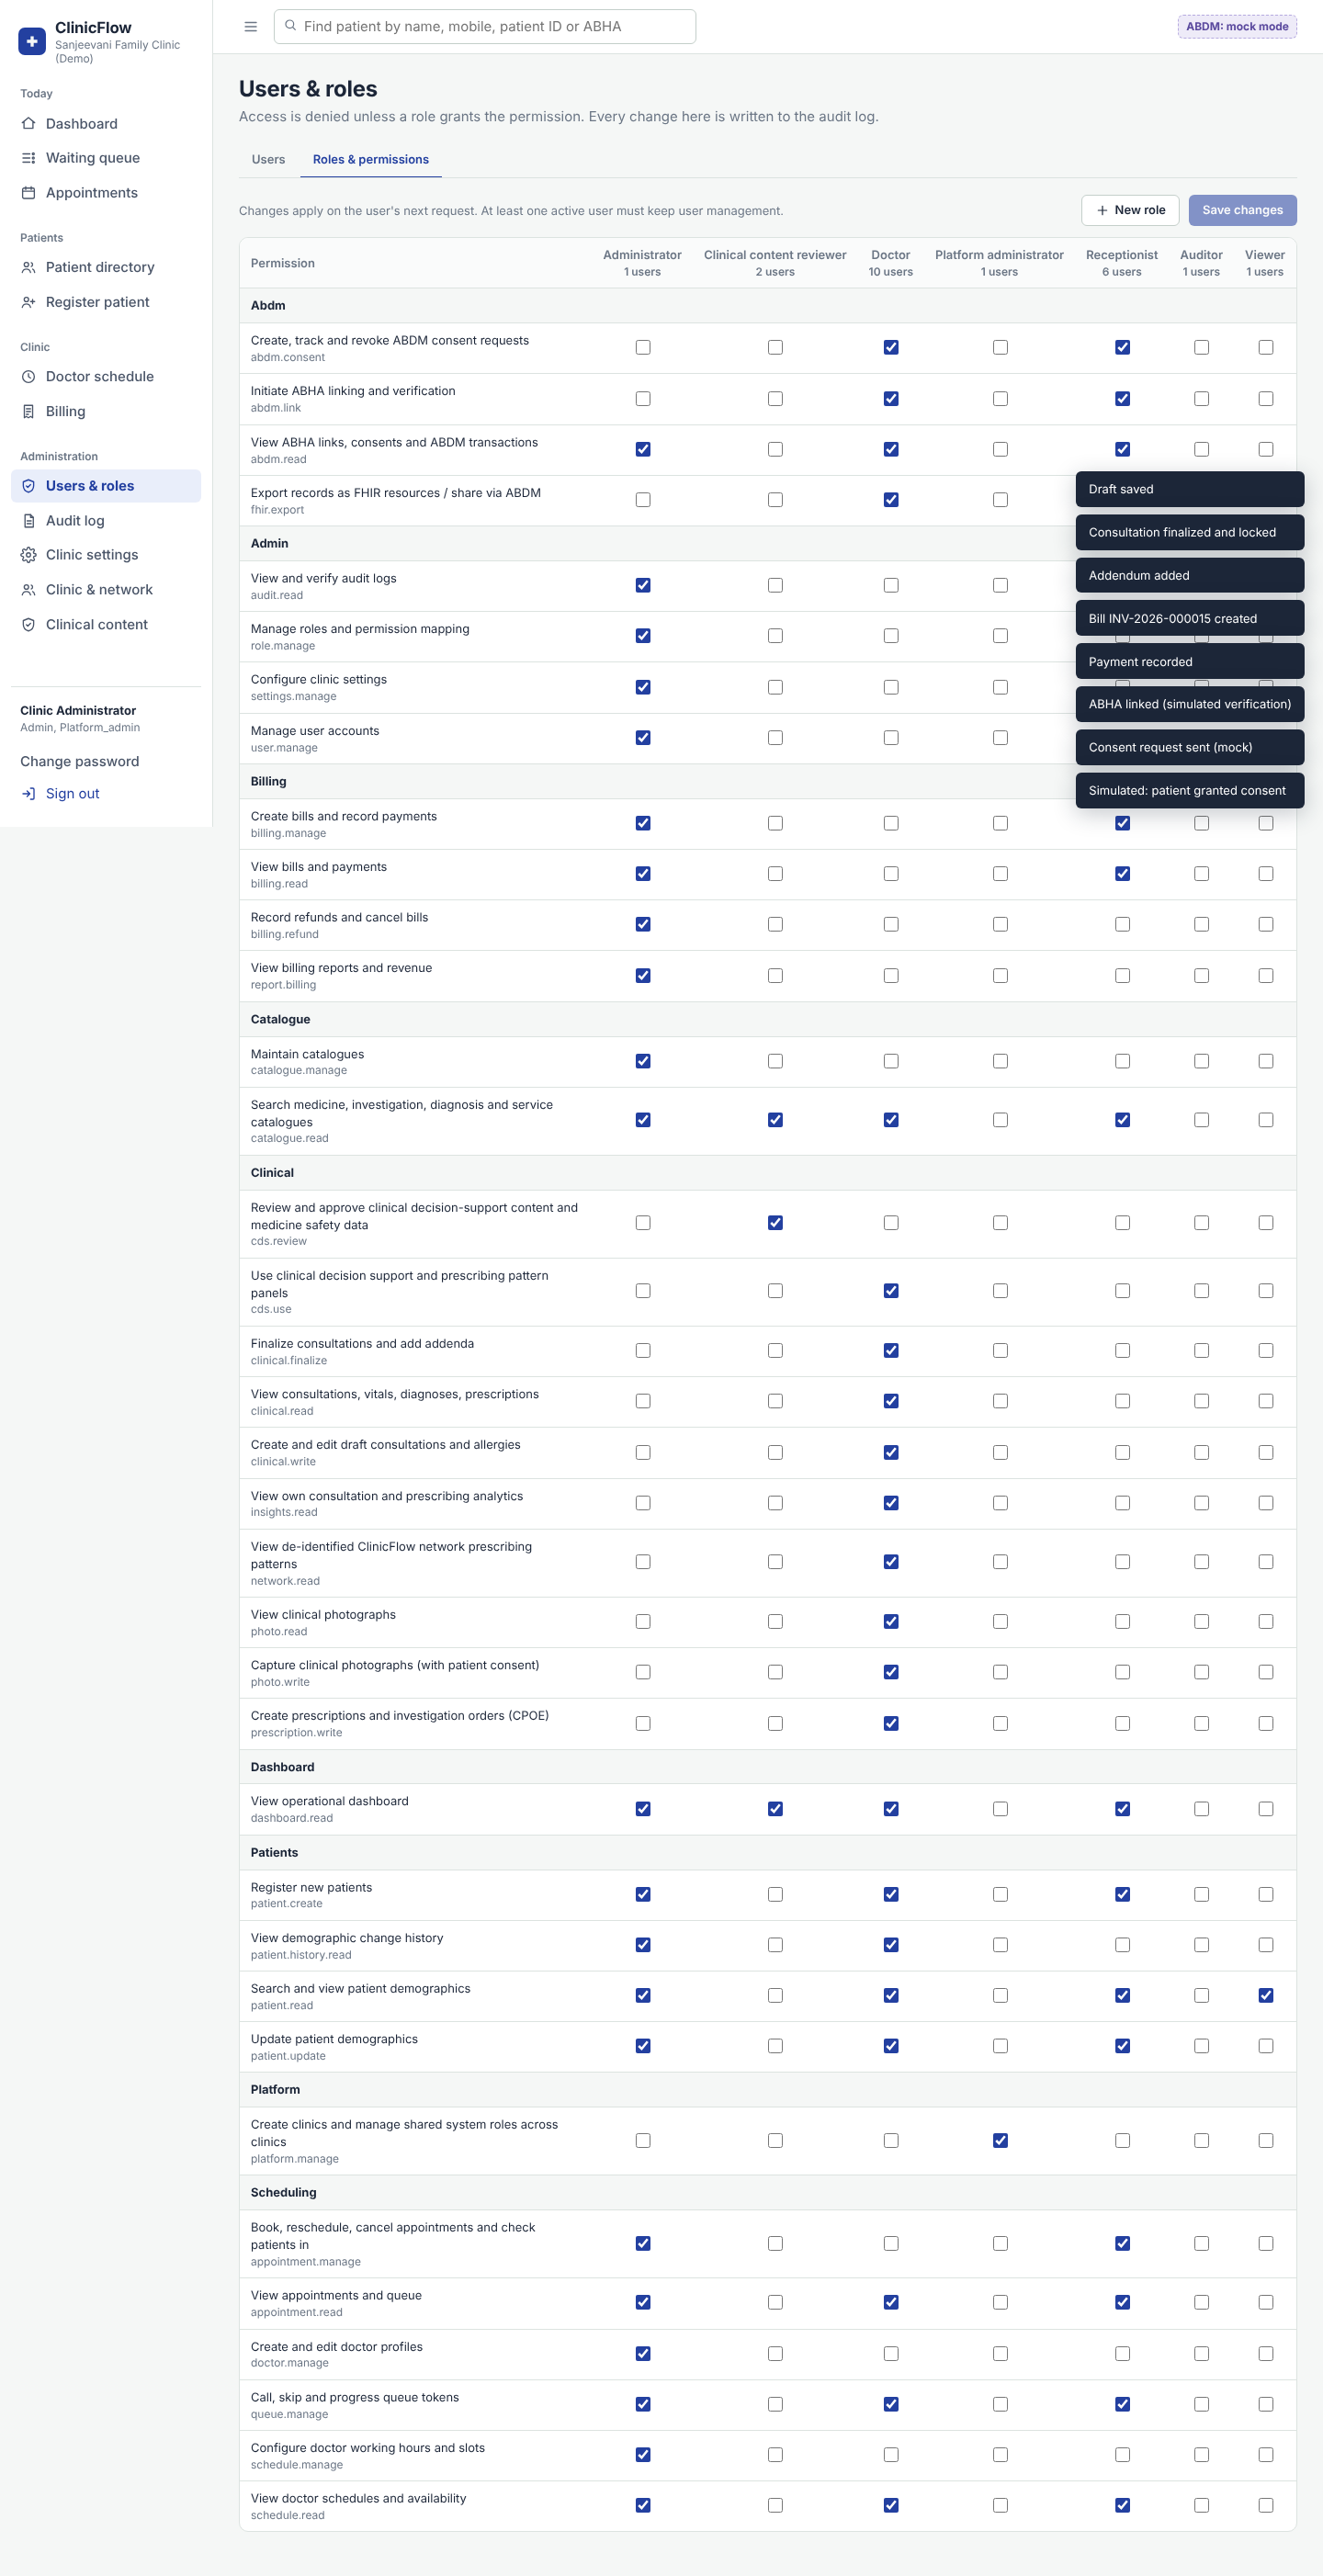 ClinicFlow
Sanjeevani Family Clinic
(Demo)
Today
Dashboard
Waiting queue
Appointments
Patients
Patient directory
Register patient
Clinic
Doctor schedule
Billing
Administration
Users & roles
Audit log
Clinic settings
Clinic & network
Clinical content
Clinic Administrator
Admin, Platform_admin
Change password
Sign out
Find patient by name, mobile, patient ID or ABHA
ABDM: mock mode
Users & roles
Access is denied unless a role grants the permission. Every change here is written to the audit log.
Users
Roles & permissions
Changes apply on the user's next request. At least one active user must keep user management.
New role
Save changes
Permission
Administrator
1 users
Clinical content reviewer
2 users
Doctor
10 users
Platform administrator
1 users
Receptionist
6 users
Auditor
1 users
Viewer
1 users
Abdm
Create, track and revoke ABDM consent requests
abdm.consent
Initiate ABHA linking and verification
abdm.link
View ABHA links, consents and ABDM transactions
abdm.read
Export records as FHIR resources / share via ABDM
fhir.export
Admin
View and verify audit logs
audit.read
Manage roles and permission mapping
role.manage
Configure clinic settings
settings.manage
Manage user accounts
user.manage
Draft saved
Consultation finalized and locked
Addendum added
Bill INV-2026-000015 created
Payment recorded
ABHA linked (simulated verification)
Consent request sent (mock)
Simulated: patient granted consent
Billing
Create bills and record payments
billing.manage
View bills and payments
billing.read
Record refunds and cancel bills
billing.refund
View billing reports and revenue
report.billing
Catalogue
Maintain catalogues
catalogue.manage
Search medicine, investigation, diagnosis and service
catalogues
catalogue.read
Clinical
Review and approve clinical decision-support content and
medicine safety data
cds.review
Use clinical decision support and prescribing pattern
panels
cds.use
Finalize consultations and add addenda
clinical.finalize
View consultations, vitals, diagnoses, prescriptions
clinical.read
Create and edit draft consultations and allergies
clinical.write
View own consultation and prescribing analytics
insights.read
View de-identified ClinicFlow network prescribing
patterns
network.read
View clinical photographs
photo.read
Capture clinical photographs (with patient consent)
photo.write
Create prescriptions and investigation orders (CPOE)
prescription.write
Dashboard
View operational dashboard
dashboard.read
Patients
Register new patients
patient.create
View demographic change history
patient.history.read
Search and view patient demographics
patient.read
Update patient demographics
patient.update
Platform
Create clinics and manage shared system roles across
clinics
platform.manage
Scheduling
Book, reschedule, cancel appointments and check
patients in
appointment.manage
View appointments and queue
appointment.read
Create and edit doctor profiles
doctor.manage
Call, skip and progress queue tokens
queue.manage
Configure doctor working hours and slots
schedule.manage
View doctor schedules and availability
schedule.read